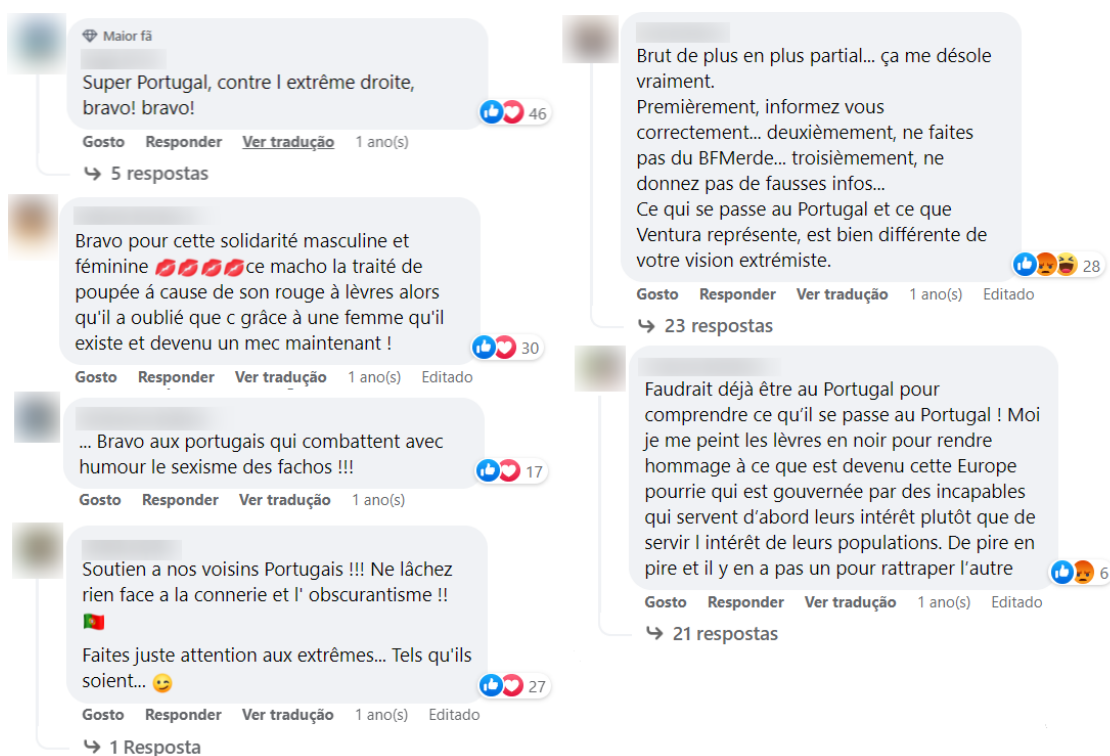 Maior fã
Super Portugal, contre l extrême droite,
bravo! bravo!
46
Gosto Responder Ver tradução 1 ano(s)
5 respostas
Bravo pour cette solidarité masculine et
féminine 💋💋💋💋ce macho la traité de
poupée á cause de son rouge à lèvres alors
qu'il a oublié que c grâce à une femme qu'il
existe et devenu un mec maintenant !
30
Gosto Responder Ver tradução 1 ano(s) Editado
... Bravo aux portugais qui combattent avec
humour le sexisme des fachos !!!
17
Gosto Responder Ver tradução 1 ano(s)
Soutien a nos voisins Portugais !!! Ne lâchez
rien face a la connerie et l' obscurantisme !!
🇵🇹
Faites juste attention aux extrêmes... Tels qu'ils
soient... 😉
27
Gosto Responder Ver tradução 1 ano(s) Editado
1 Resposta
Brut de plus en plus partial... ça me désole
vraiment.
Premièrement, informez vous
correctement... deuxièmement, ne faites
pas du BFMerde... troisièmement, ne
donnez pas de fausses infos...
Ce qui se passe au Portugal et ce que
Ventura représente, est bien différente de
votre vision extrémiste.
28
Gosto Responder Ver tradução 1 ano(s) Editado
23 respostas
Faudrait déjà être au Portugal pour
comprendre ce qu'il se passe au Portugal ! Moi
je me peint les lèvres en noir pour rendre
hommage à ce que est devenu cette Europe
pourrie qui est gouvernée par des incapables
qui servent d'abord leurs intérêt plutôt que de
servir l intérêt de leurs populations. De pire en
pire et il y en a pas un pour rattraper l'autre
6
Gosto Responder Ver tradução 1 ano(s) Editado
21 respostas